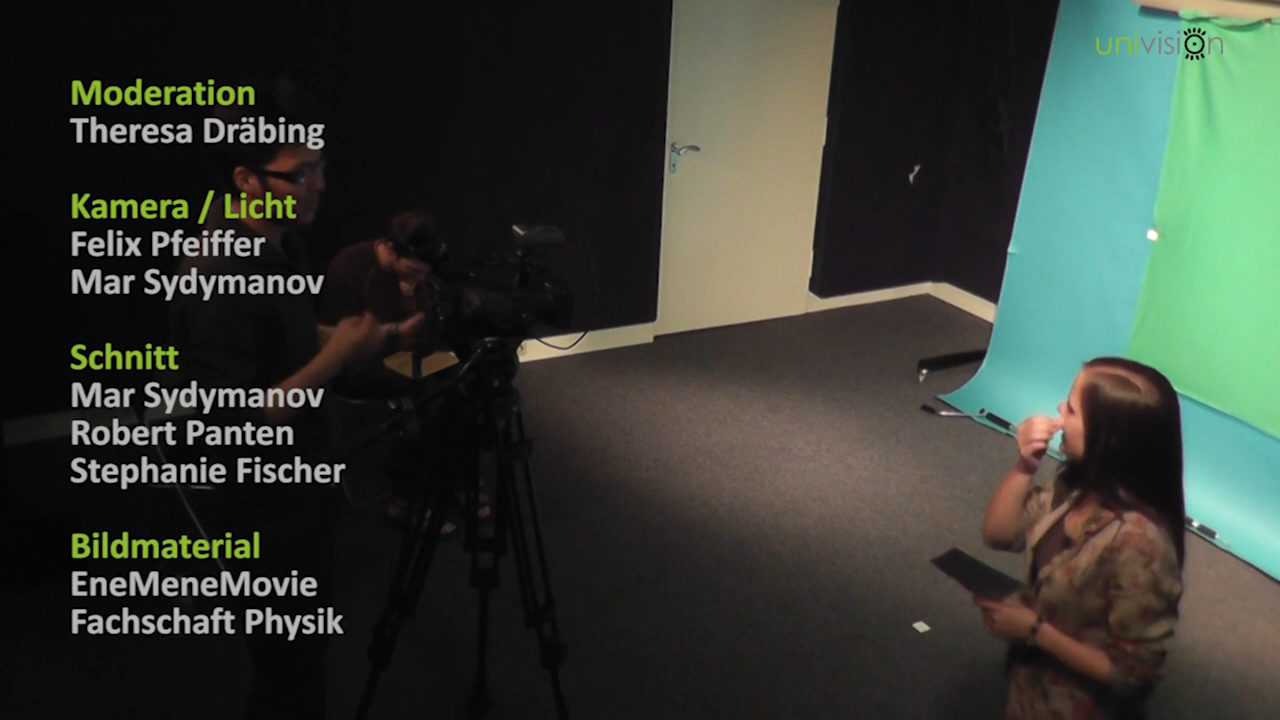 univision
Moderation
Theresa Dräbing
Kamera / Licht
Felix Pfeiffer
Mar Sydymanov
Schnitt
Mar Sydymanov
Robert Panten
Stephanie Fischer
Bildmaterial
EneMeneMovie
Fachschaft Physik